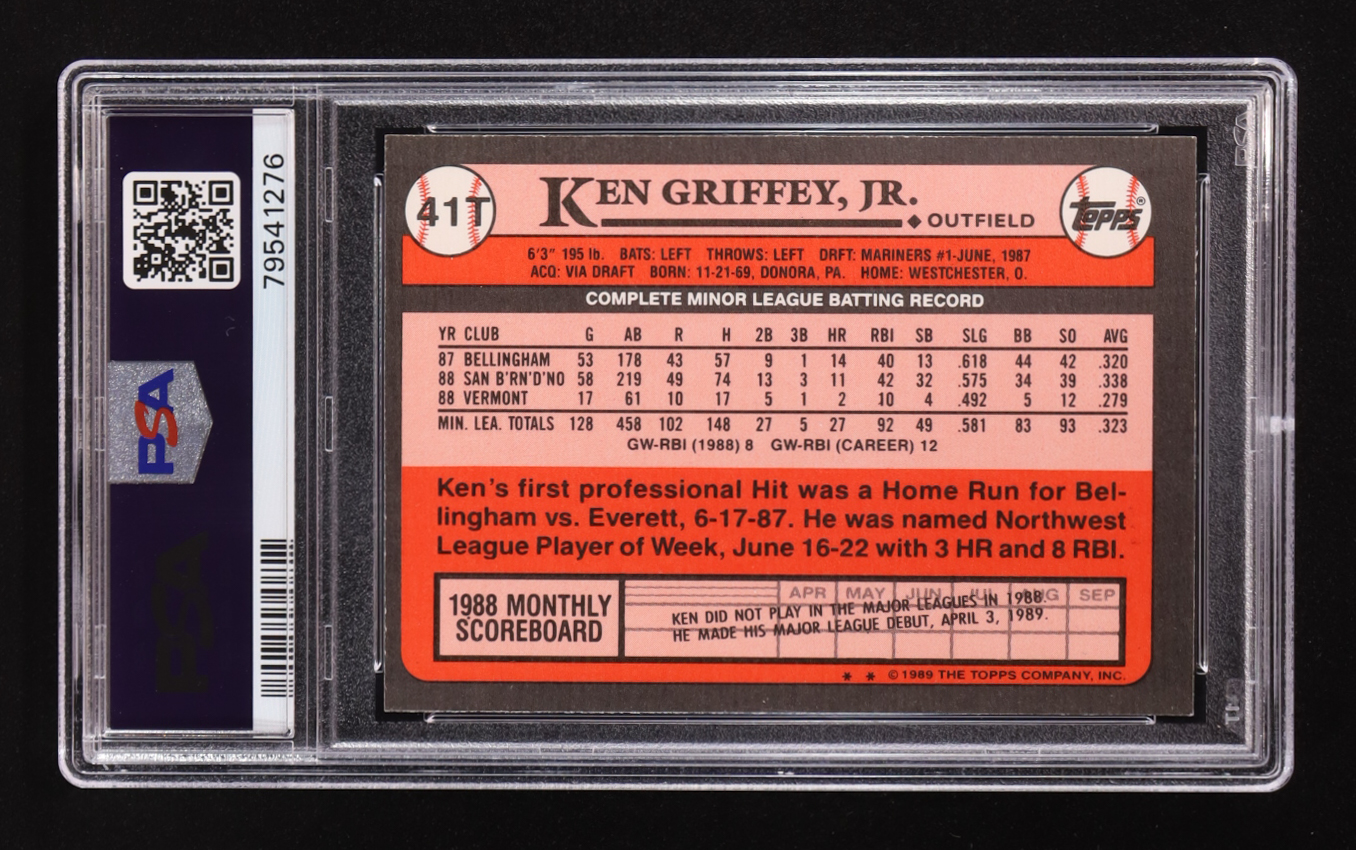 PSA
79541276
PSA
41T KEN GRIFFEY, JR. ◆ OUTFIELD TOPPS®
6'3" 195 lb. BATS: LEFT THROWS: LEFT DRFT: MARINERS #1-JUNE, 1987
ACQ: VIA DRAFT BORN: 11-21-69, DONORA, PA. HOME: WESTCHESTER, O.
COMPLETE MINOR LEAGUE BATTING RECORD
YR CLUB G AB R H 2B 3B HR RBI SB SLG BB SO AVG
87 BELLINGHAM 53 178 43 57 9 1 14 40 13 .618 44 42 .320
88 SAN B'RN'D'NO 58 219 49 74 13 3 11 42 32 .575 34 39 .338
88 VERMONT 17 61 10 17 5 1 2 10 4 .492 5 12 .279
MIN. LEA. TOTALS 128 458 102 148 27 5 27 92 49 .581 83 93 .323
GW-RBI (1988) 8 GW-RBI (CAREER) 12
Ken's first professional Hit was a Home Run for Bel-
lingham vs. Everett, 6-17-87. He was named Northwest
League Player of Week, June 16-22 with 3 HR and 8 RBI.
1988 MONTHLY
SCOREBOARD
APR MAY JUN JUL AUG SEP
KEN DID NOT PLAY IN THE MAJOR LEAGUES IN 1988.
HE MADE HIS MAJOR LEAGUE DEBUT, APRIL 3, 1989.
* * ©1989 THE TOPPS COMPANY, INC.
PSA